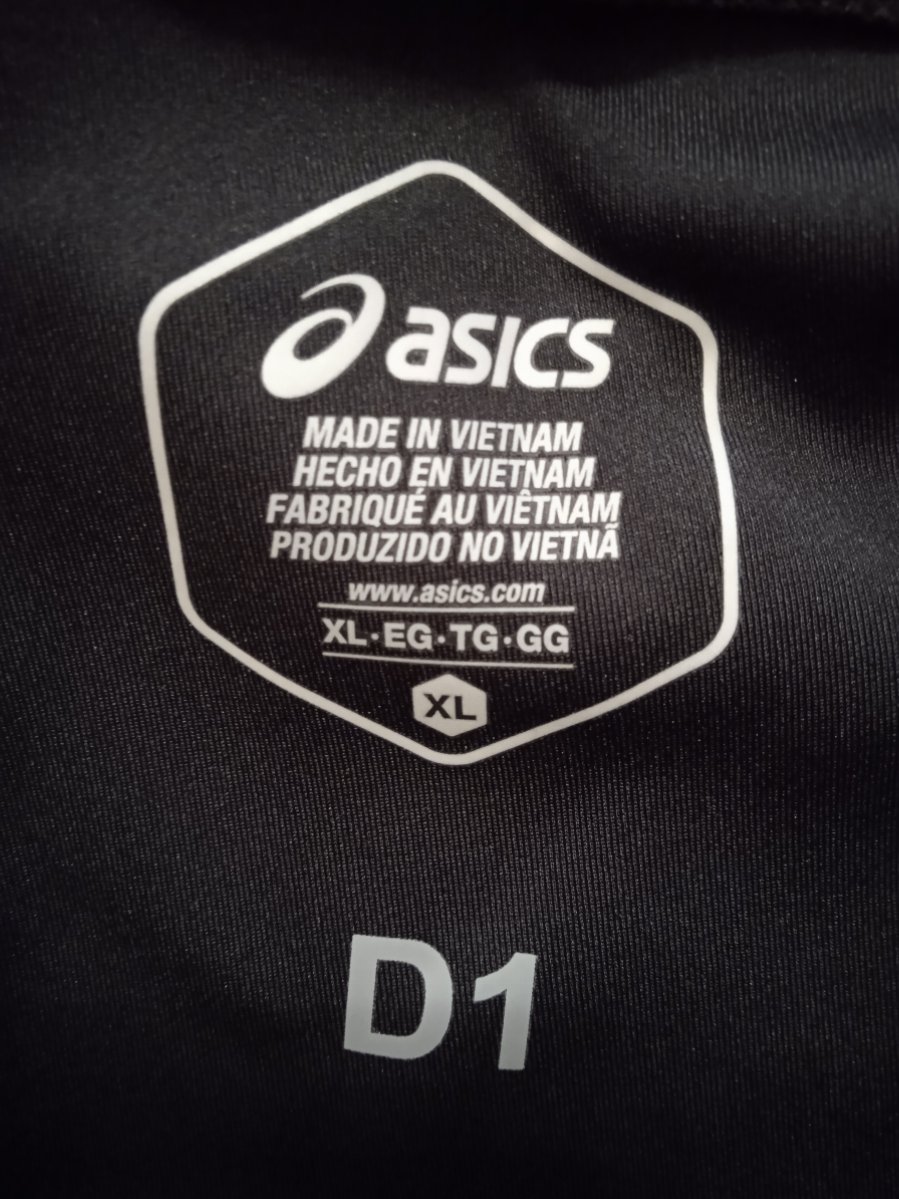 asics
MADE IN VIETNAM
HECHO EN VIETNAM
FABRIQUÉ AU VIÊTNAM
PRODUZIDO NO VIETNÃ
www.asics.com
XL·EG·TG·GG
XL
D1